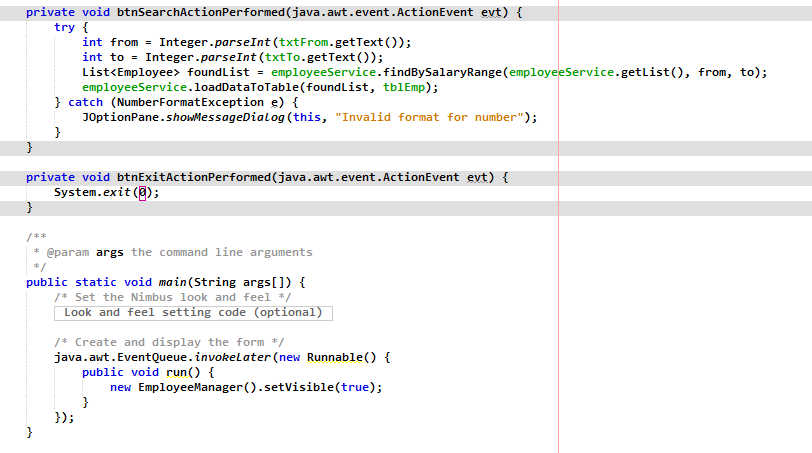 private void btnSearchActionPerformed(java.awt.event.ActionEvent evt) {
try {
int from = Integer.parseInt(txtFrom.getText());
int to = Integer.parseInt(txtTo.getText());
List<Employee> foundList = employeeService.findBySalaryRange(employeeService.getList(), from, to);
employeeService.loadDataToTable(foundList, tblEmp);
} catch (NumberFormatException e) {
JOptionPane.showMessageDialog(this, "Invalid format for number");
}
}
private void btnExitActionPerformed(java.awt.event.ActionEvent evt) {
System.exit(0);
}
/**
* @param args the command line arguments
*/
public static void main(String args[]) {
/* Set the Nimbus look and feel */
Look and feel setting code (optional)
/* Create and display the form */
java.awt.EventQueue.invokeLater(new Runnable() {
public void run() {
new EmployeeManager().setVisible(true);
}
});
}